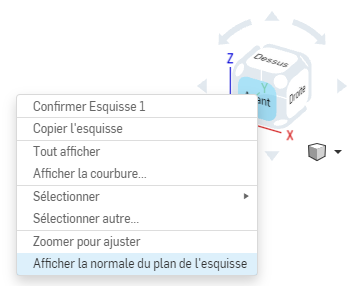 Dessus
Z
Y
Avant
Droite
X
Confirmer Esquisse 1
Copier l'esquisse
Tout afficher
Afficher la courbure...
Sélectionner
Sélectionner autre...
Zoomer pour ajuster
Afficher la normale du plan de l'esquisse